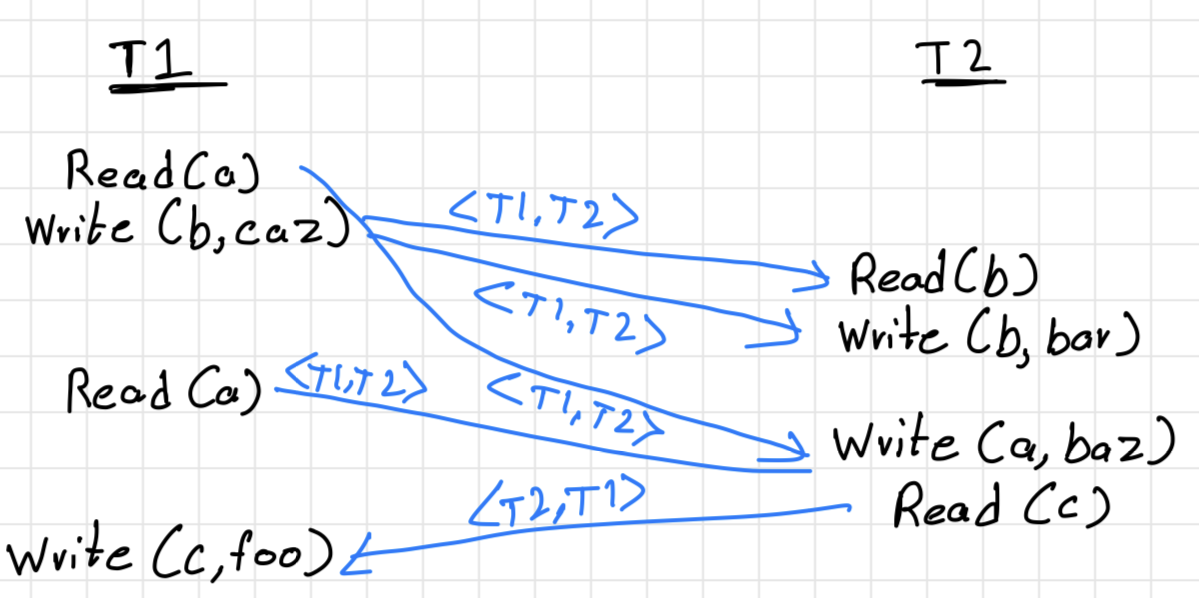 T1
T2
Read(a)
Write (b,caz)
<T1,T2>
Read(b)
<T1,T2>
Write (b, bar)
Read (a)
<T1,T2>
<T1,T2>
Write (a, baz)
<T2,T1>
Read (c)
Write (c,foo)